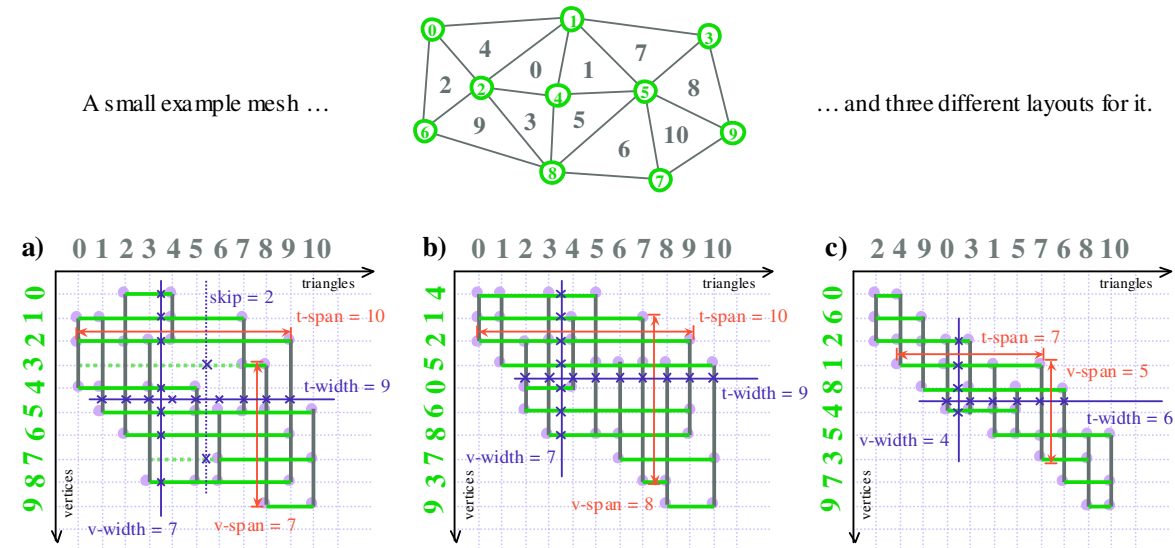 0
1
3
4
7
0
1
2
2
4
5
8
9
3
5
10
6
9
6
8
7
A small example mesh …
… and three different layouts for it.
a)
0 1 2 3 4 5 6 7 8 9 10
triangles
skip = 2
t-span = 10
t-width = 9
v-width = 7
v-span = 7
0 1 2 3 4 5 6 7 8 9
vertices
b)
0 1 2 3 4 5 6 7 8 9 10
triangles
t-span = 10
t-width = 9
v-width = 7
v-span = 8
4 1 2 5 0 6 8 7 3 9
vertices
c)
2 4 9 0 3 1 5 7 6 8 10
triangles
t-span = 7
v-span = 5
t-width = 6
v-width = 4
0 6 2 1 8 4 5 3 7 9
vertices